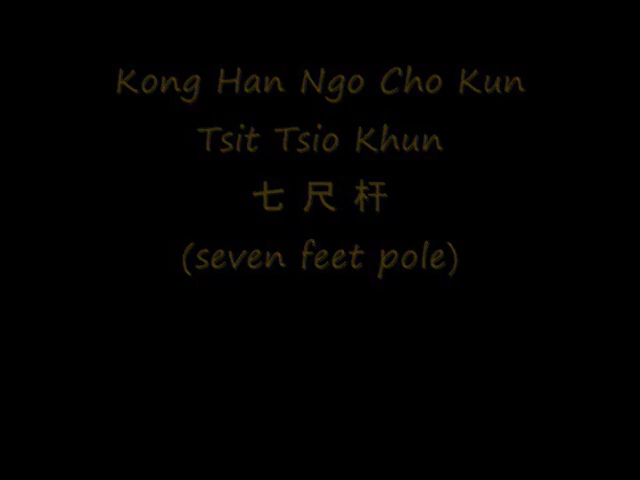 Kong Han Ngo Cho Kun
Tsit Tsio Khun
七 尺 杆
(seven feet pole)